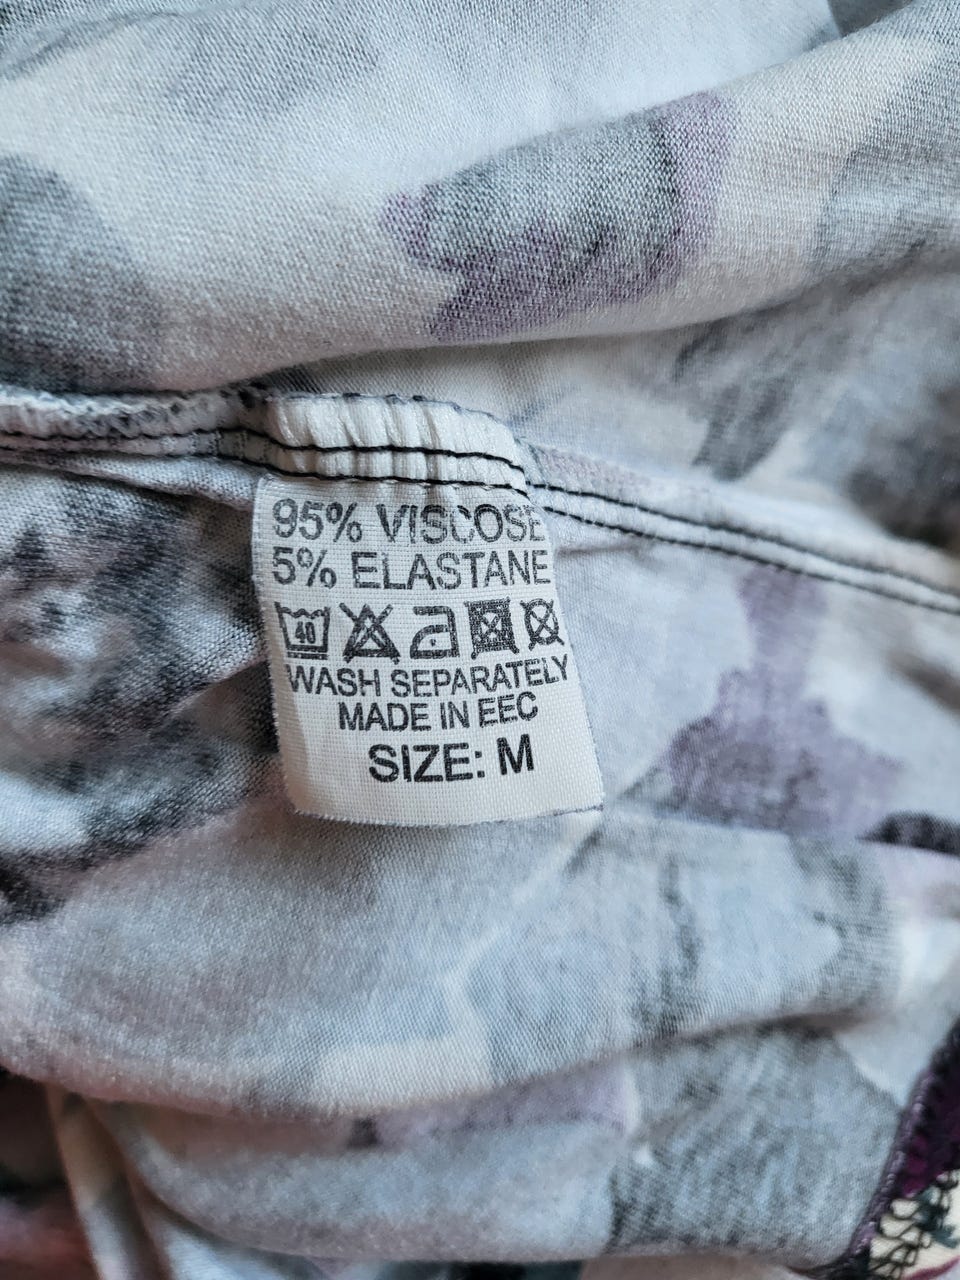 95% VISCOSE
5% ELASTANE
40
WASH SEPARATELY
MADE IN EEC
SIZE: M